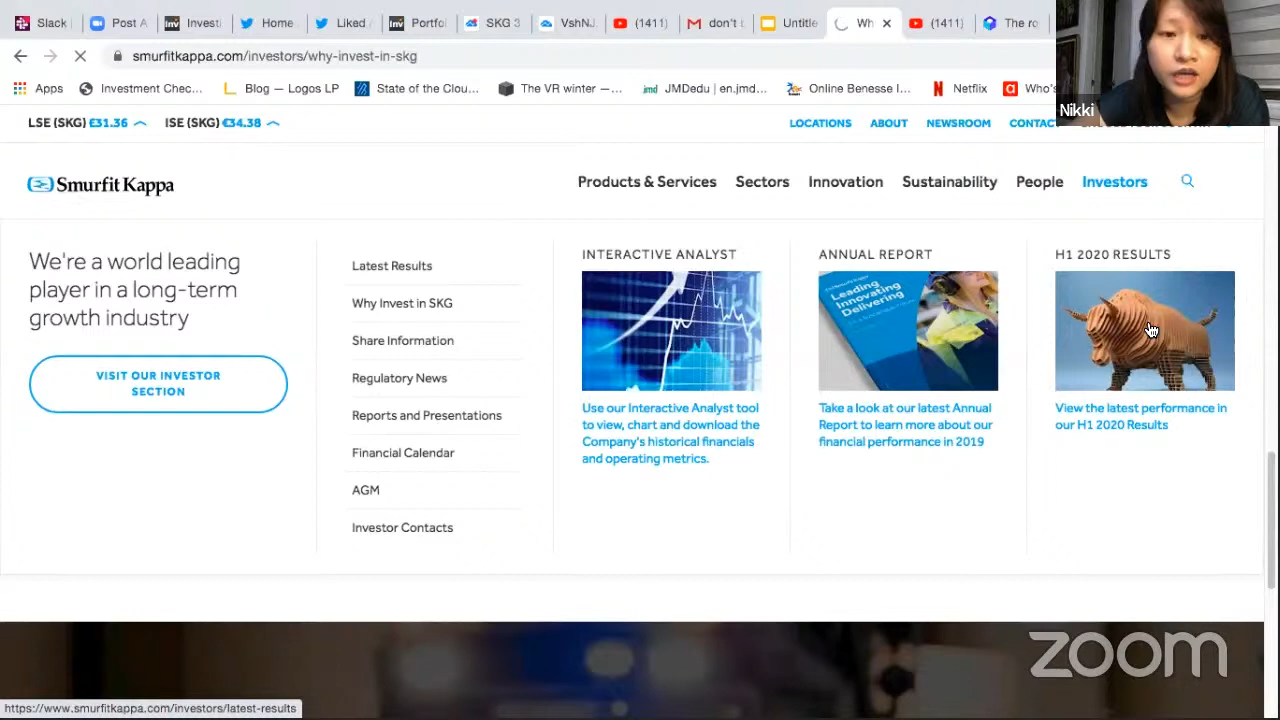 Slack
Post A
Investi
Home
Liked
Portfo
SKG 3
VshNJ.
(1411)
don't t
Untitle
Wh
(1411)
The ro
smurfitkappa.com/investors/why-invest-in-skg
Apps
Investment Chec...
Blog — Logos LP
State of the Clou...
The VR winter —...
JMDedu | en.jmd...
Online Benesse I...
Netflix
Who's
Nikki
LSE (SKG) £31.36
ISE (SKG) €34.38
LOCATIONS
ABOUT
NEWSROOM
CONTACT
Smurfit Kappa
Products & Services
Sectors
Innovation
Sustainability
People
Investors
We're a world leading
player in a long-term
growth industry
VISIT OUR INVESTOR
SECTION
Latest Results
Why Invest in SKG
Share Information
Regulatory News
Reports and Presentations
Financial Calendar
AGM
Investor Contacts
INTERACTIVE ANALYST
Use our Interactive Analyst tool
to view, chart and download the
Company's historical financials
and operating metrics.
ANNUAL REPORT
Leading
Innovating
Delivering
Take a look at our latest Annual
Report to learn more about our
financial performance in 2019
H1 2020 RESULTS
View the latest performance in
our H1 2020 Results
zoom
https://www.smurfitkappa.com/investors/latest-results